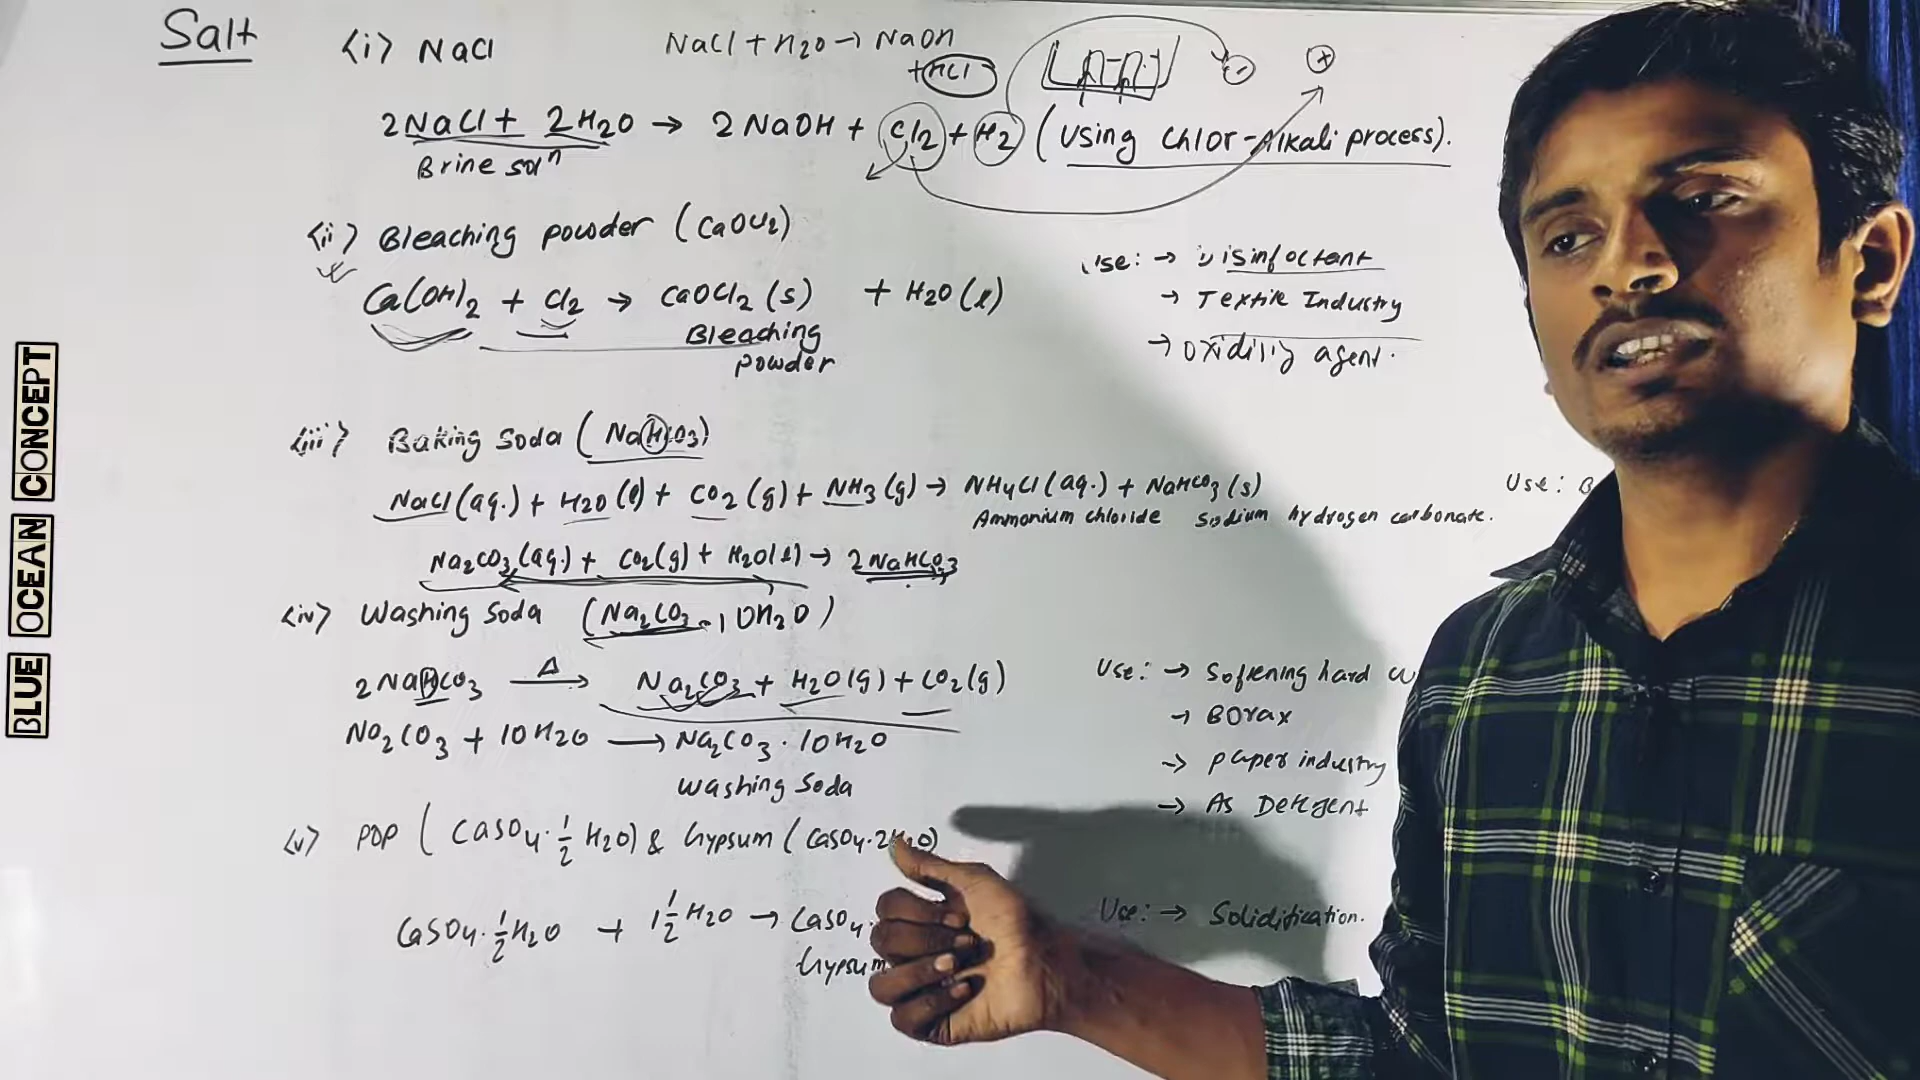 Salt
(i) NaCl
NaCl + H2O → NaOH
+ HCl
2NaCl + 2H2O → 2NaOH + Cl2 + H2 (Using Chlor-Alkali process).
Brine solⁿ
(ii) Bleaching powder (CaOCl2)
Ca(OH)2 + Cl2 → CaOCl2 (s) + H2O (l)
Bleaching
powder
Use: → Disinfoctant
→ Textile Industry
→ Oxidisiy agent.
(iii) Baking Soda (NaHCO3)
NaCl (aq.) + H2O (l) + CO2 (g) + NH3 (g) → NH4Cl (aq.) + NaHCO3 (s)
Ammonium chloride Sodium hydrogen carbonate.
Use: B
Na2CO3 (aq.) + CO2 (g) + H2O (l) → 2NaHCO3
(iv) Washing Soda (Na2CO3.10H2O)
2NaHCO3 Δ→ Na2CO3 + H2O (g) + CO2 (g)
Na2CO3 + 10H2O → Na2CO3·10H2O
Washing Soda
Use: → Softening hard w
→ Borax
→ Paper industry
→ As Detergent
(v) POP (CaSO4·1/2 H2O) & Gypsum (CaSO4·2H2O)
CaSO4·1/2 H2O + 1 1/2 H2O → CaSO4·
Gypsum
Use: → Solidification.
BLUE OCEAN CONCEPT